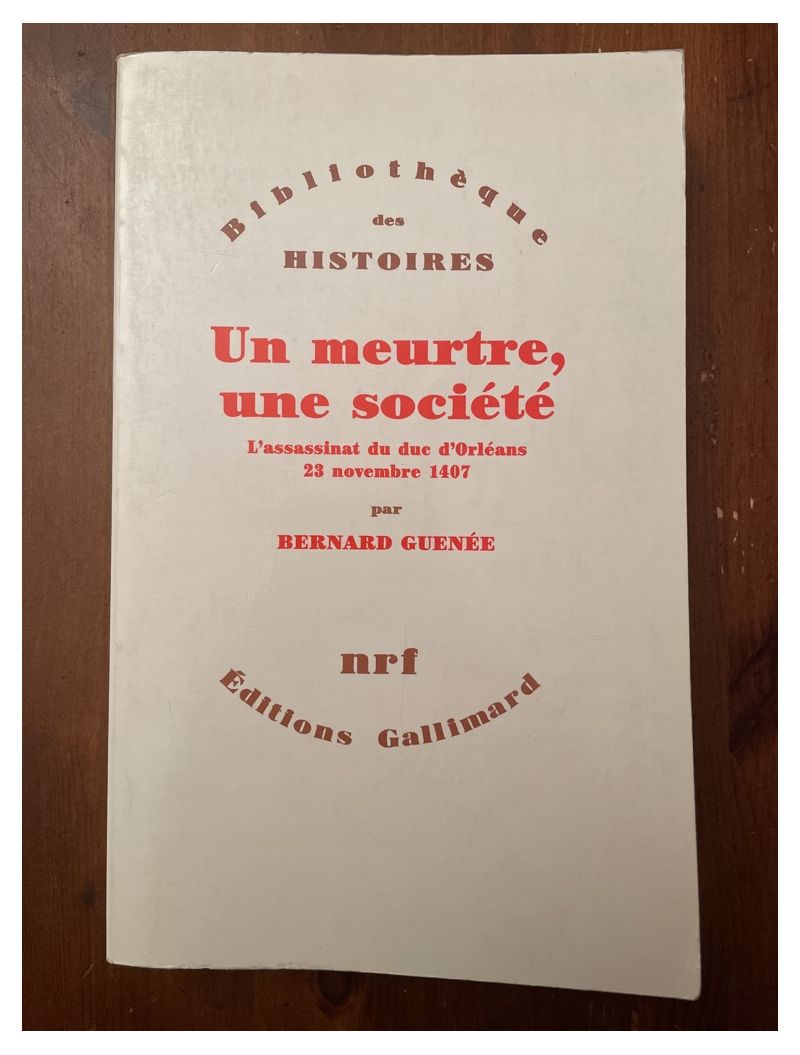 Bibliothèque
des
HISTOIRES
Un meurtre,
une société
L'assassinat du duc d'Orléans
23 novembre 1407
par
BERNARD GUENÉE
nrf
Éditions Gallimard